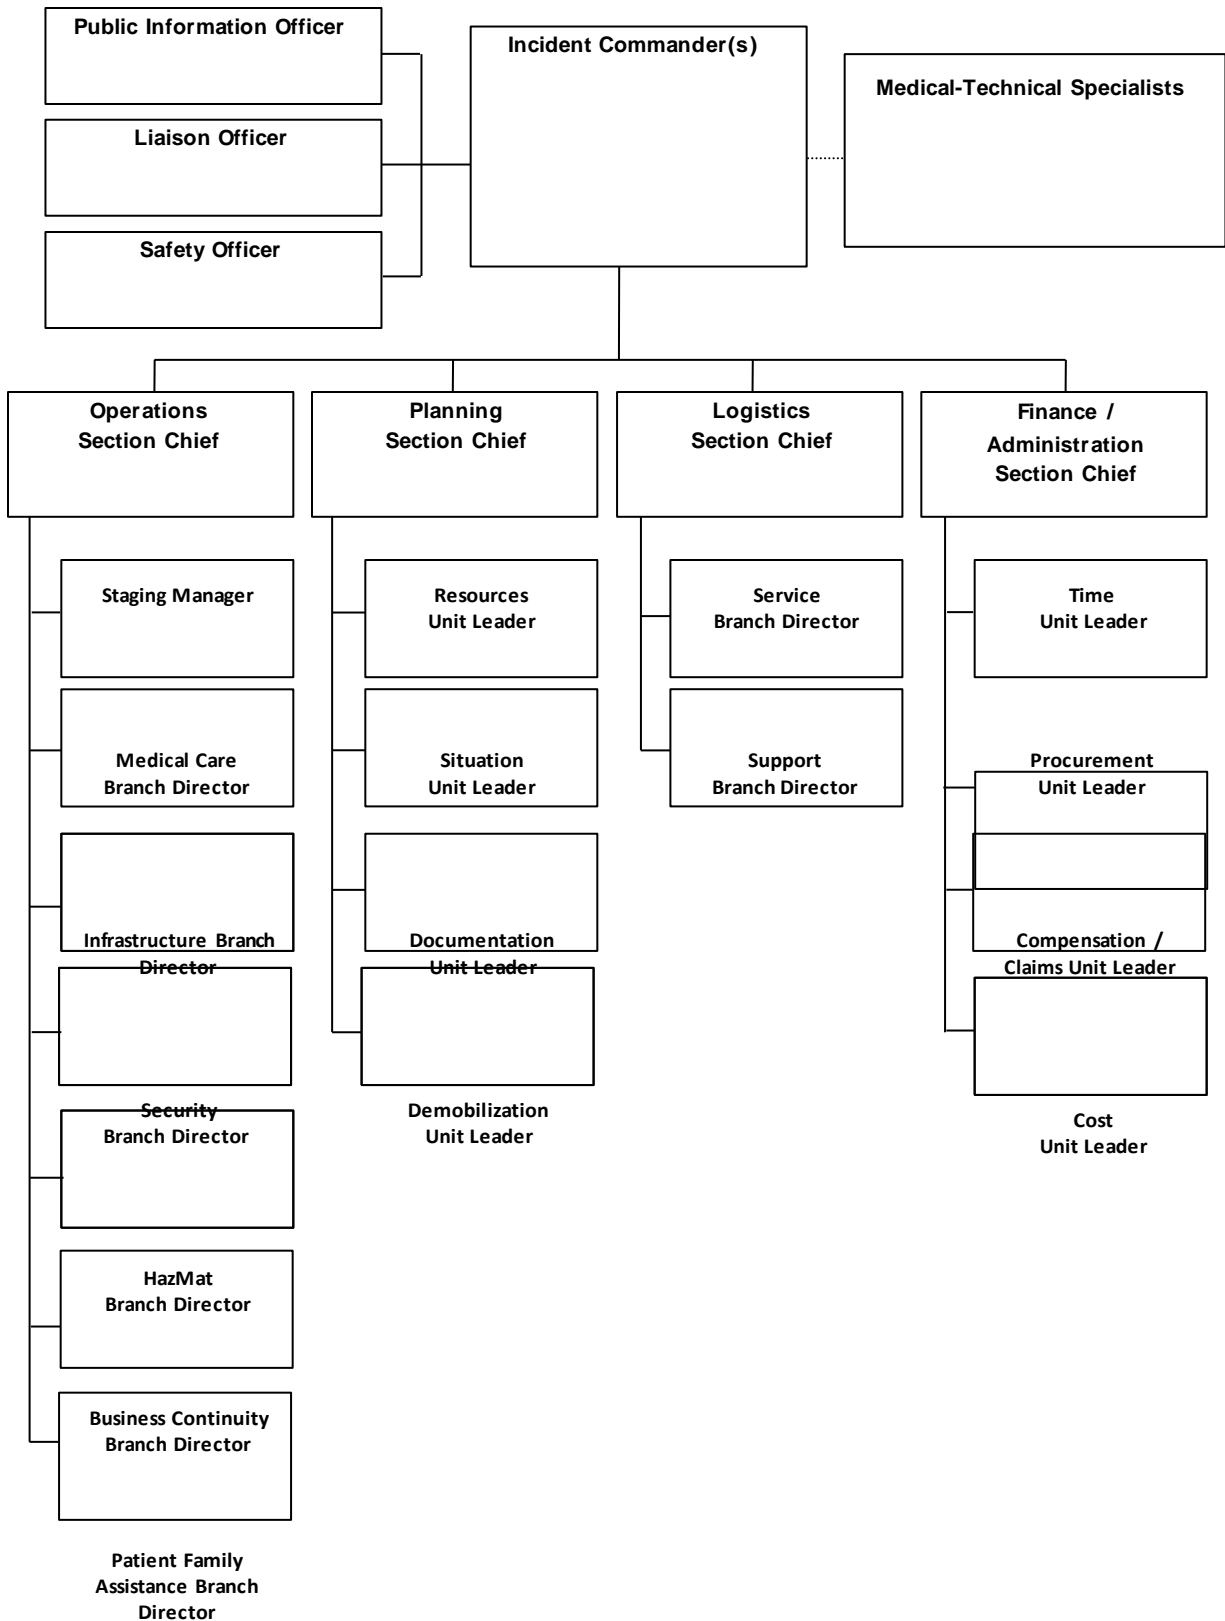 Public Information Officer
Incident Commander(s)
Medical-Technical Specialists
Liaison Officer
Safety Officer
Operations
Section Chief
Planning
Section Chief
Logistics
Section Chief
Finance /
Administration
Section Chief
Staging Manager
Medical Care
Branch Director
Infrastructure Branch
Director
Security
Branch Director
HazMat
Branch Director
Business Continuity
Branch Director
Patient Family
Assistance Branch
Director
Resources
Unit Leader
Situation
Unit Leader
Documentation
Unit Leader
Demobilization
Unit Leader
Service
Branch Director
Support
Branch Director
Time
Unit Leader
Procurement
Unit Leader
Compensation /
Claims Unit Leader
Cost
Unit Leader